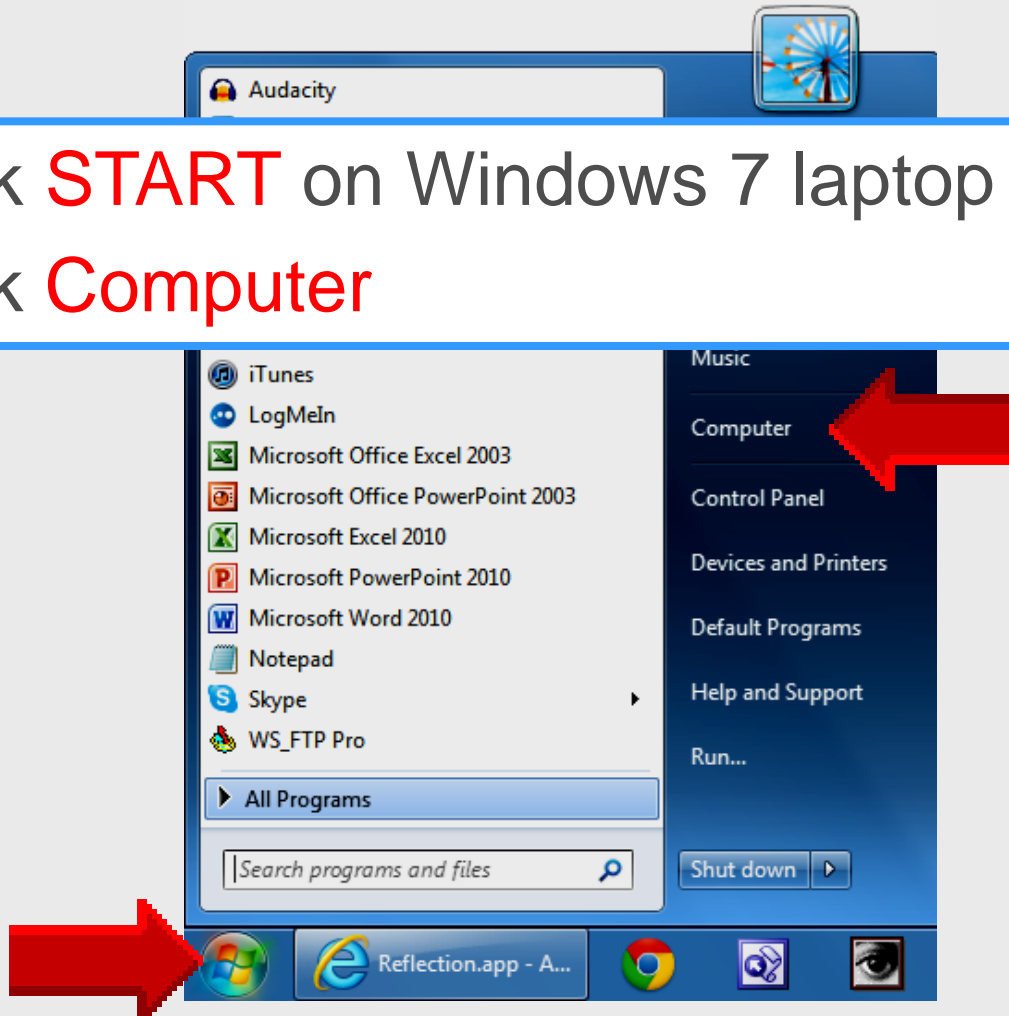 Audacity
k START on Windows 7 laptop
k Computer
Music
iTunes
LogMeIn
Computer
Microsoft Office Excel 2003
Microsoft Office PowerPoint 2003
Control Panel
Microsoft Excel 2010
Devices and Printers
Microsoft PowerPoint 2010
Microsoft Word 2010
Default Programs
Notepad
Skype
Help and Support
WS_FTP Pro
Run...
All Programs
Search programs and files
Shut down
Reflection.app - A...